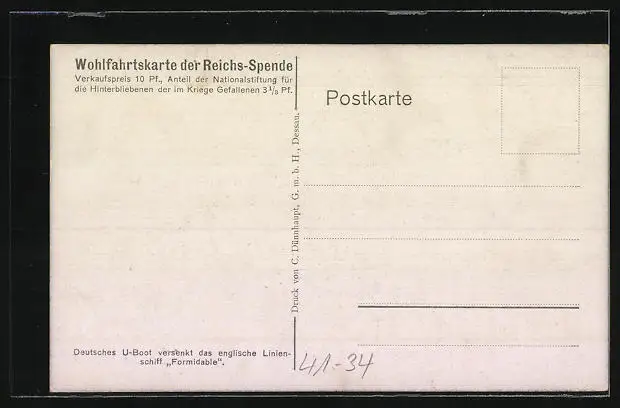 Wohlfahrtskarte der Reichs-Spende
Verkaufspreis 10 Pf., Anteil der Nationalstiftung für
die Hinterbliebenen der im Kriege Gefallenen 3 1/3 Pf.
Deutsches U-Boot versenkt das englische Linien-
schiff „Formidable".
Druck von C. Dünnhaupt, G. m. b. H., Dessau.
Postkarte
41-34